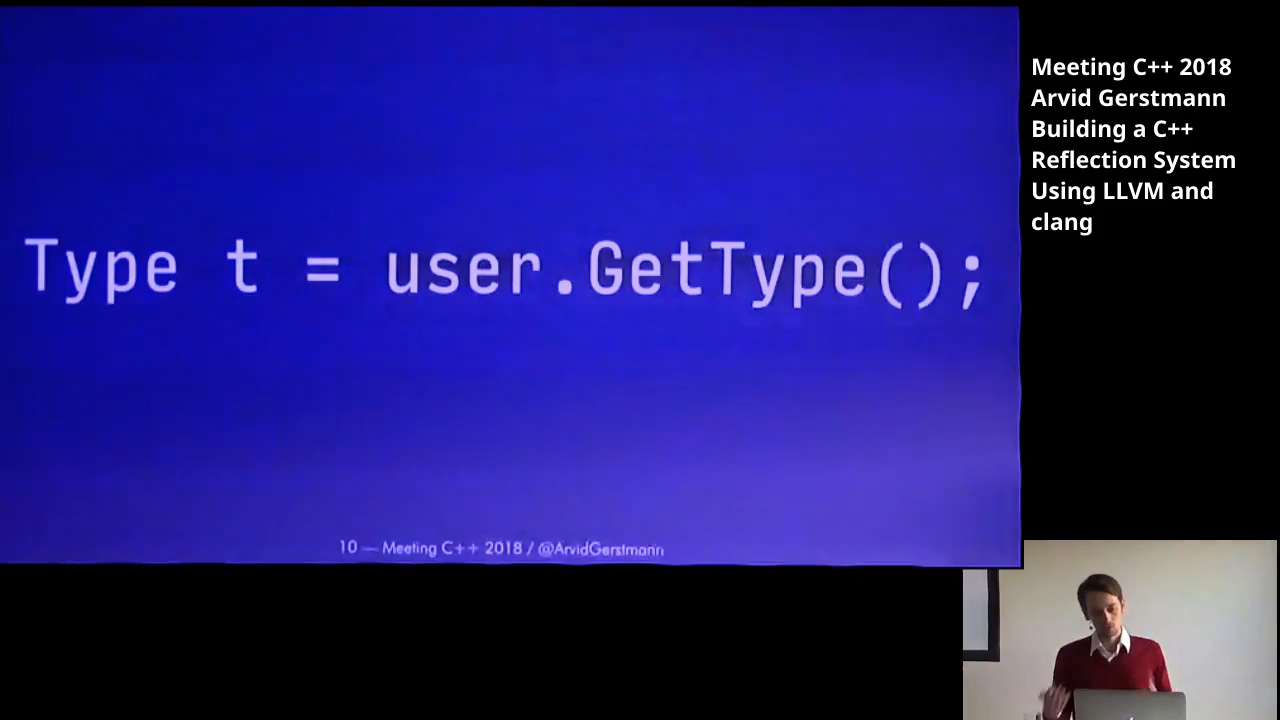 Type t = user.GetType();
10 — Meeting C++ 2018 / @ArvidGerstmann
Meeting C++ 2018
Arvid Gerstmann
Building a C++
Reflection System
Using LLVM and
clang